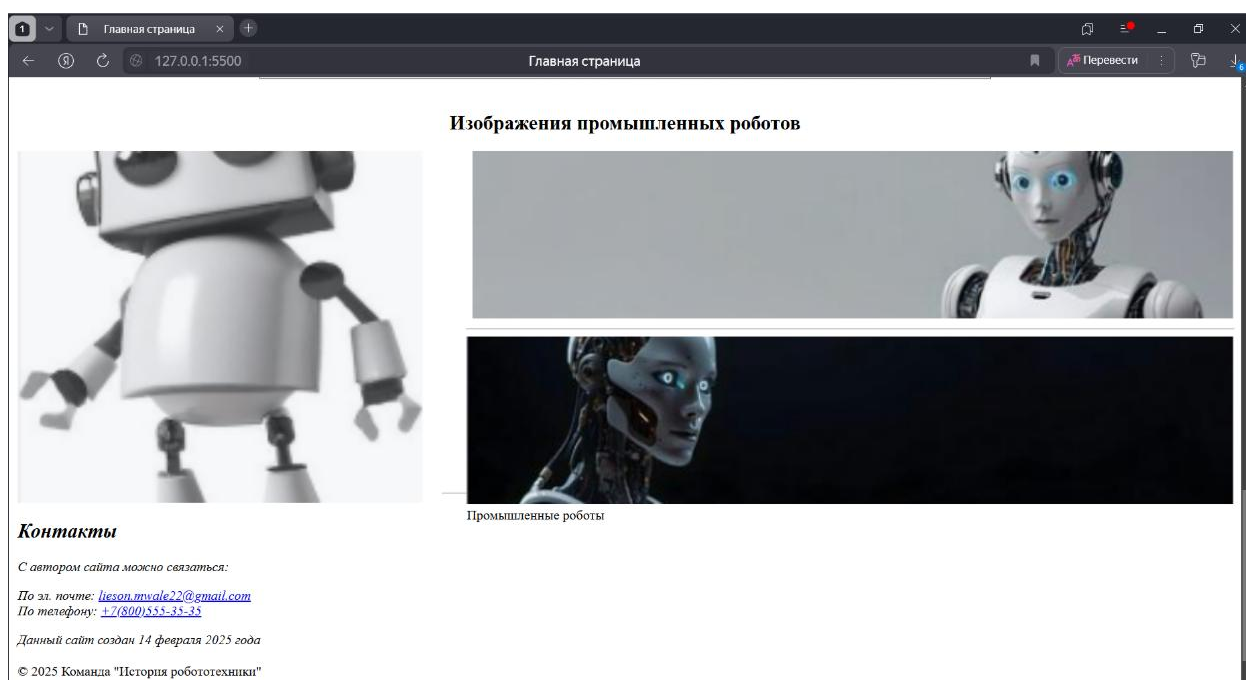 1
Главная страница
127.0.0.1:5500
Главная страница
Перевести
6
Изображения промышленных роботов
Промышленные роботы
Контакты
С автором сайта можно связаться:
По эл. почте: lieson.mwale22@gmail.com
По телефону: +7(800)555-35-35
Данный сайт создан 14 февраля 2025 года
© 2025 Команда "История робототехники"